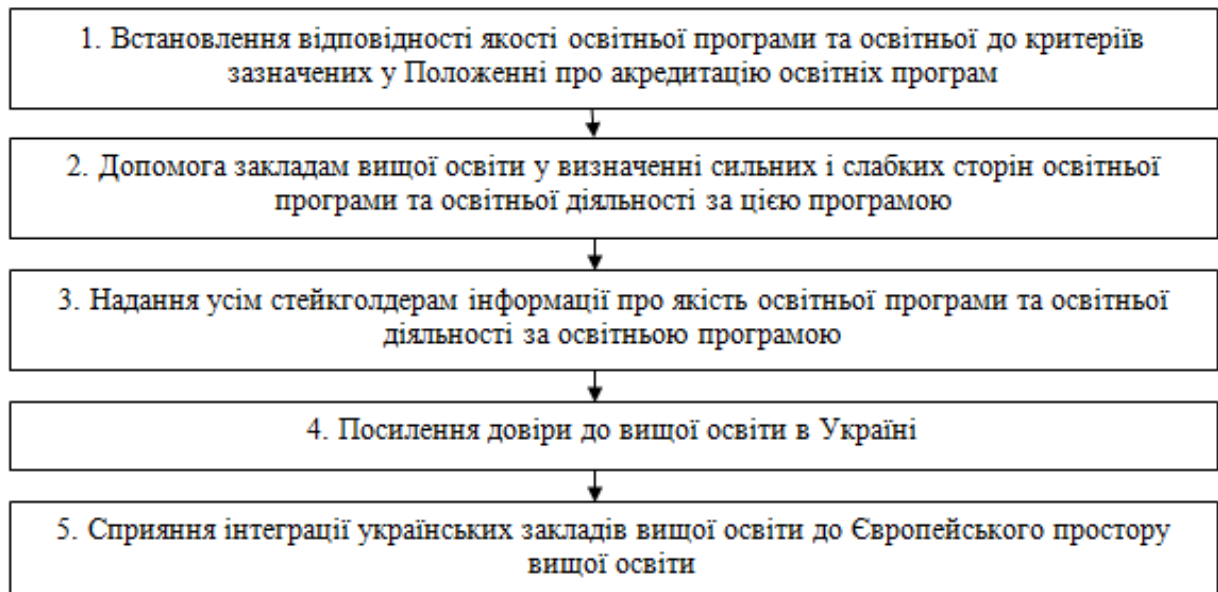 1. Встановлення відповідності якості освітньої програми та освітньої до критеріїв
зазначених у Положенні про акредитацію освітніх програм
2. Допомога закладам вищої освіти у визначенні сильних і слабких сторін освітньої
програми та освітньої діяльності за цією програмою
3. Надання усім стейкголдерам інформації про якість освітньої програми та освітньої
діяльності за освітньою програмою
4. Посилення довіри до вищої освіти в Україні
5. Сприяння інтеграції українських закладів вищої освіти до Європейського простору
вищої освіти